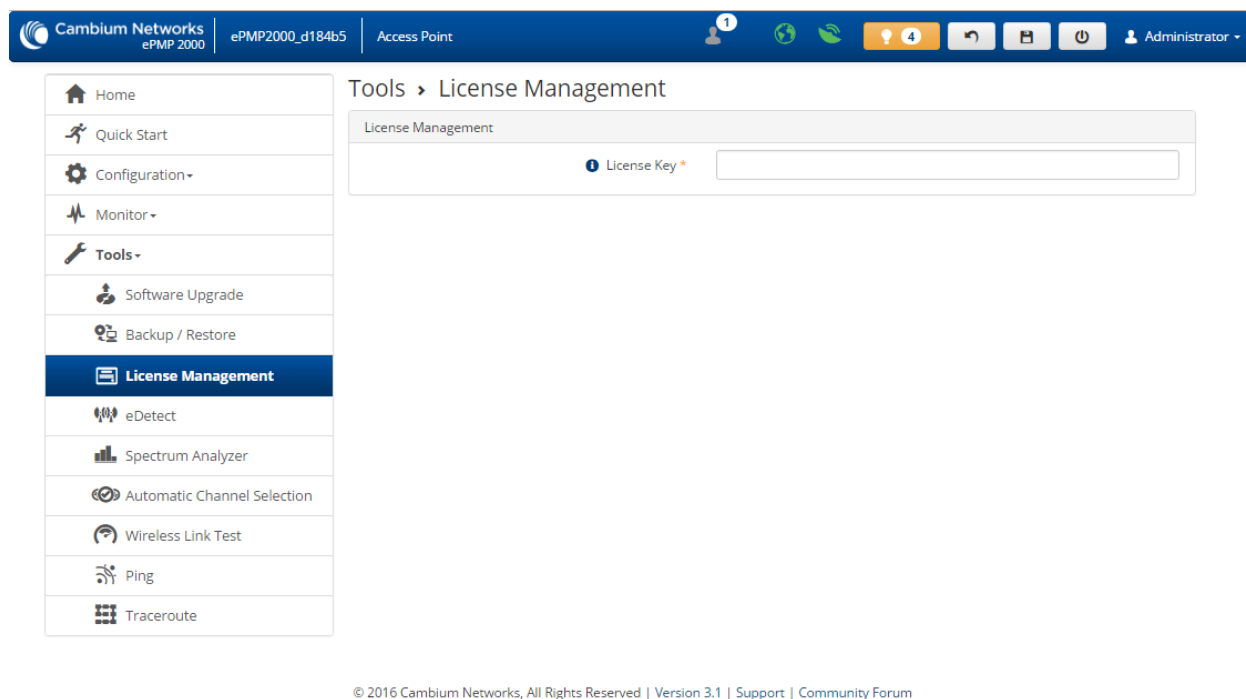 Cambium Networks
ePMP 2000
ePMP2000_d184b5
Access Point
1
4
Administrator
Home
Quick Start
Configuration
Monitor
Tools
Software Upgrade
Backup / Restore
License Management
eDetect
Spectrum Analyzer
Automatic Channel Selection
Wireless Link Test
Ping
Traceroute
Tools › License Management
License Management
License Key *
© 2016 Cambium Networks, All Rights Reserved | Version 3.1 | Support | Community Forum